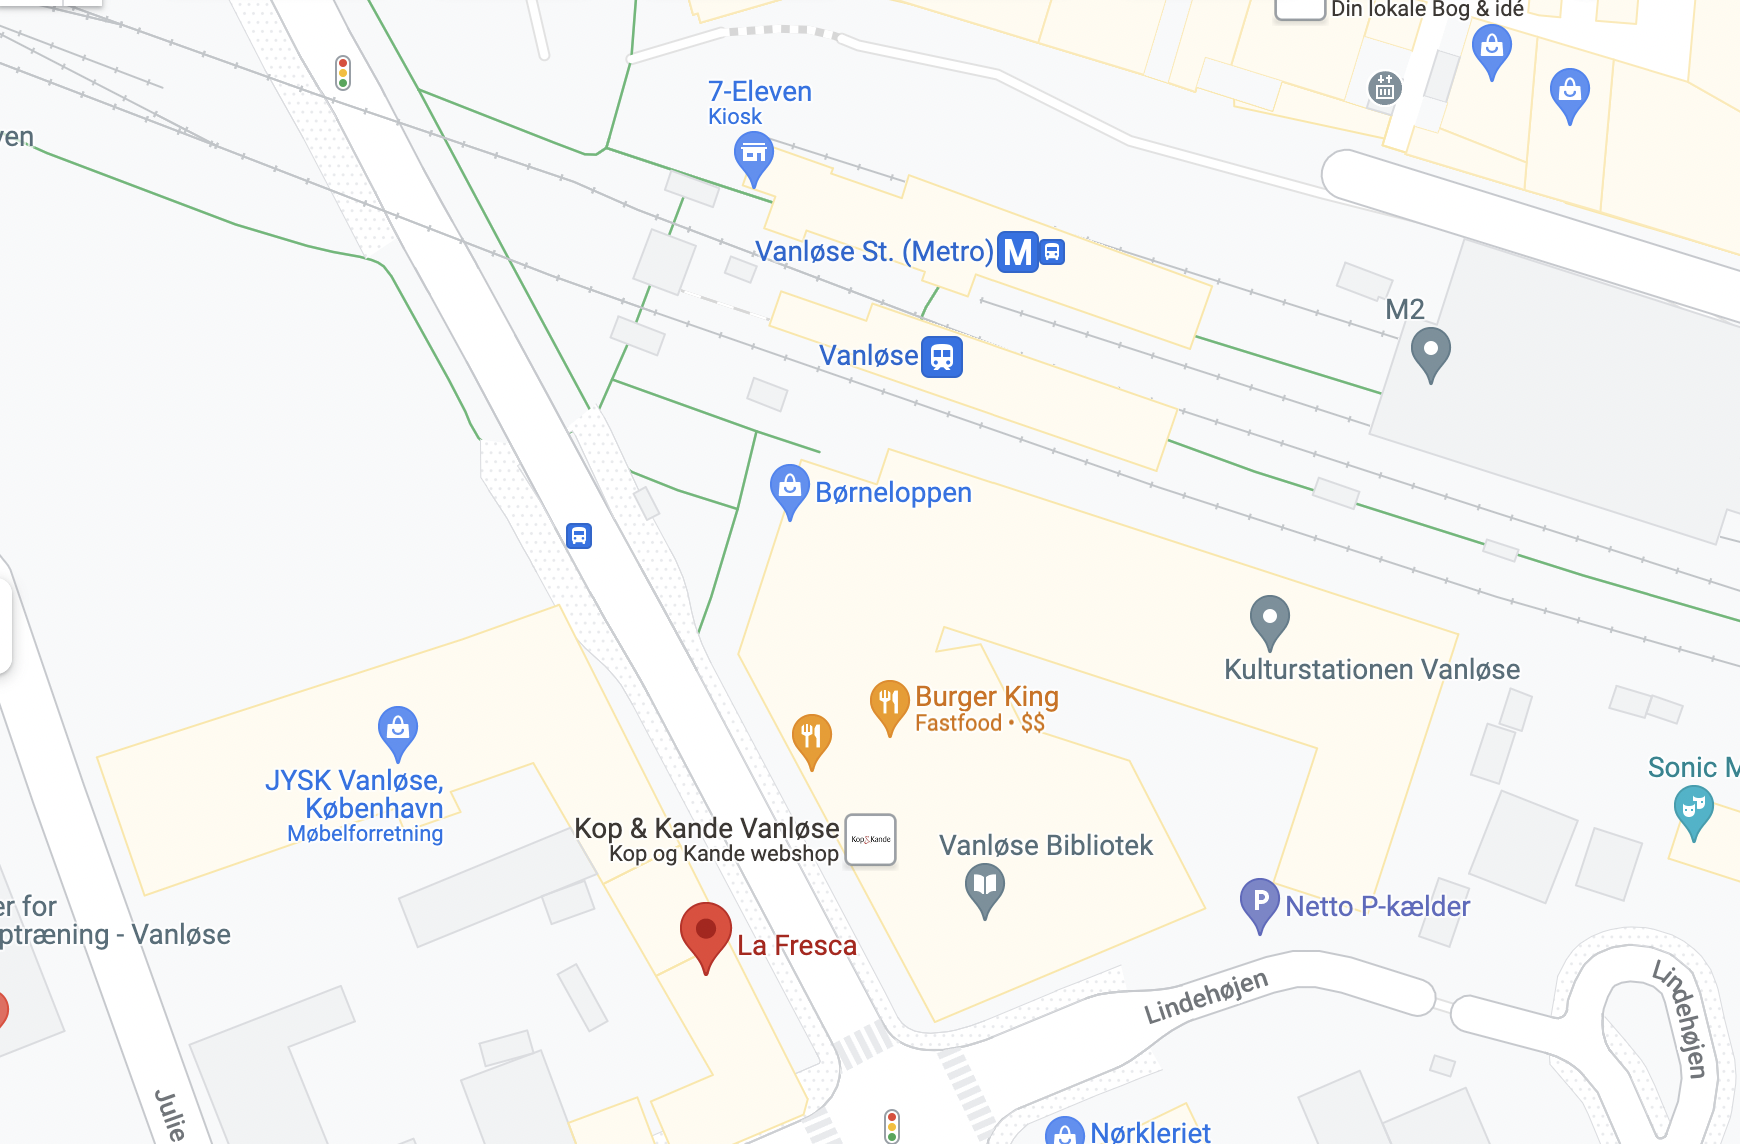 Din lokale Bog & idé
7-Eleven
Kiosk
Vanløse St. (Metro)
M
M2
Vanløse
Børneloppen
Kulturstationen Vanløse
Burger King
Fastfood • $$
JYSK Vanløse,
København
Møbelforretning
Sonic M
Kop & Kande Vanløse
Kop og Kande webshop
Kop&Kande
Vanløse Bibliotek
P
Netto P-kælder
er for
ptræning - Vanløse
La Fresca
Lindehøjen
Lindehøjen
Julie
Nørkleriet